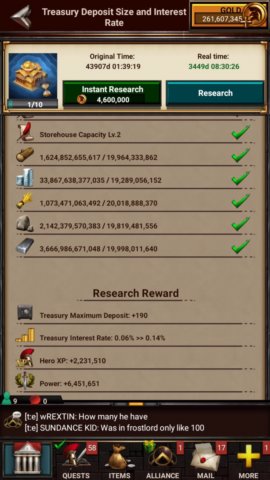 Treasury Deposit Size and Interest
Rate
GOLD
261,607,345
Original Time:
43907d 01:39:19
Real time:
3449d 08:30:26
1/10
Instant Research
4,600,000
Research
Storehouse Capacity Lv.2
1,624,852,655,617 / 19,964,333,862
33,867,638,377,035 / 19,289,056,152
1,073,471,063,492 / 20,018,888,370
2,142,379,570,383 / 19,819,481,556
3,666,986,671,048 / 19,998,011,640
Research Reward
Treasury Maximum Deposit: +190
Treasury Interest Rate: 0.06% >> 0.14%
Hero XP: +2,231,510
Power: +6,451,651
9
0
[t:e] wREXTIN: How many he have
[t:e] SUNDANCE KID: Was in frostlord only like 100
58
1
17
QUESTS
ITEMS
ALLIANCE
MAIL
MORE